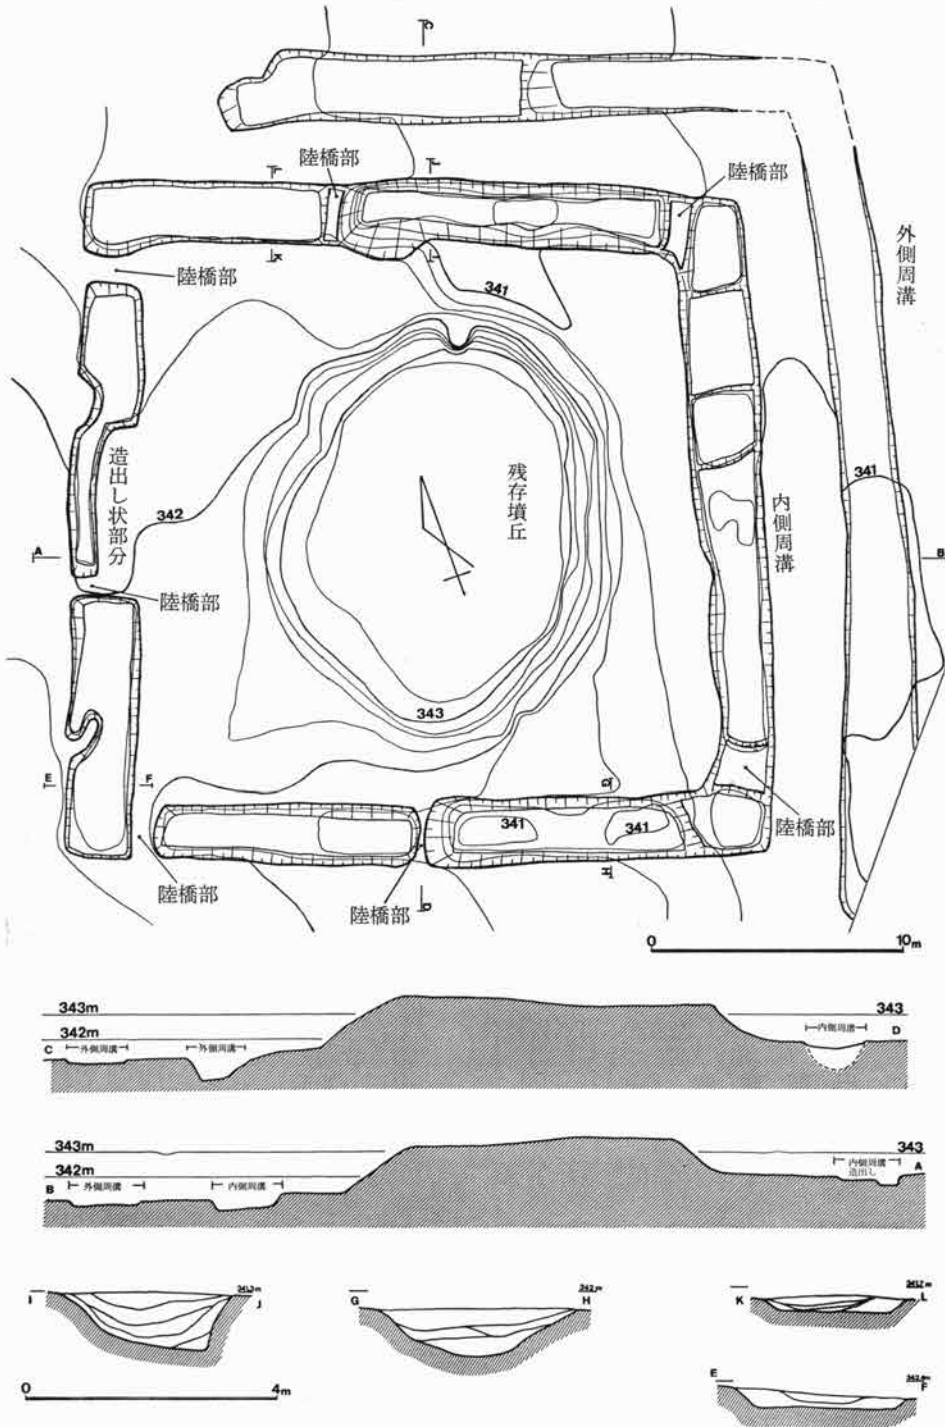 C
陸橋部
陸橋部
外側周溝
陸橋部
341
造出し状部分
残存墳丘
341
342
内側周溝
A
B
陸橋部
343
E
F
G
341
341
陸橋部
陸橋部
陸橋部
D
H
0 10m
343m 343
342m
C 外側周溝 外側周溝 内側周溝 D
343m 343
342m
B 外側周溝 内側周溝 内側周溝 造出し A
I J
G 342m H
K L
E F
0 4m